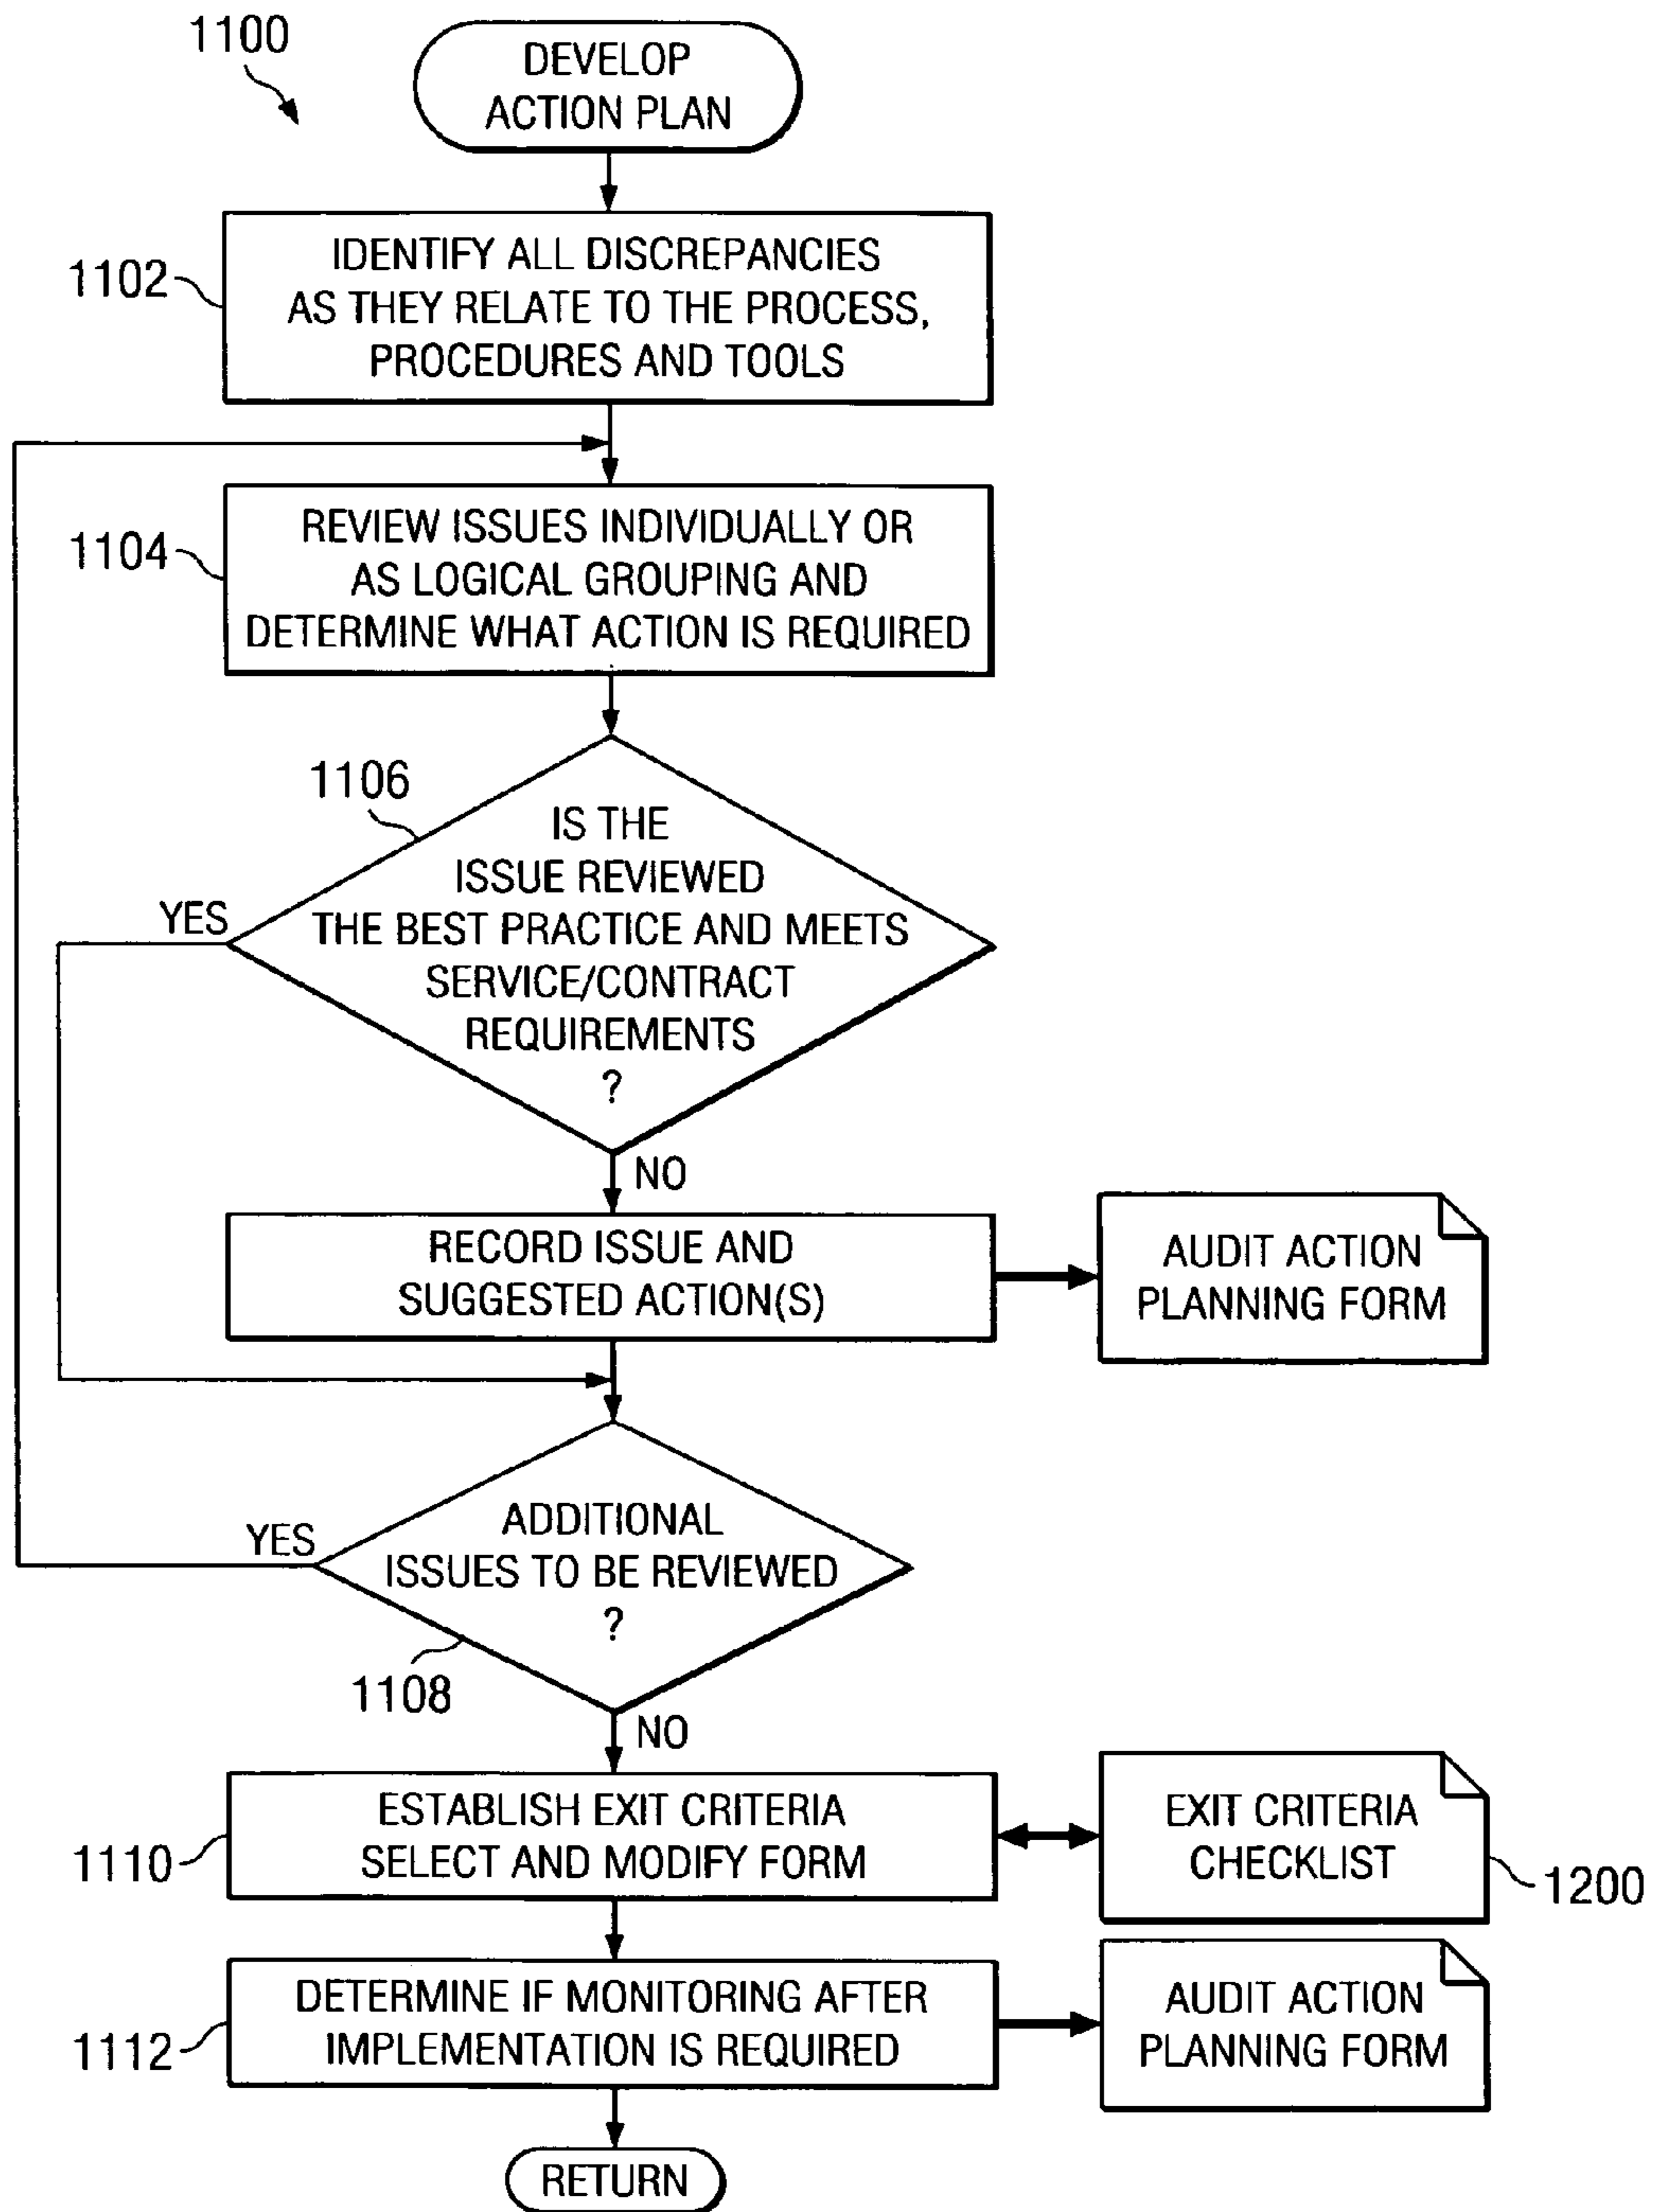 1100
DEVELOP
ACTION PLAN
1102
IDENTIFY ALL DISCREPANCIES
AS THEY RELATE TO THE PROCESS,
PROCEDURES AND TOOLS
1104
REVIEW ISSUES INDIVIDUALLY OR
AS LOGICAL GROUPING AND
DETERMINE WHAT ACTION IS REQUIRED
1106
IS THE
ISSUE REVIEWED
THE BEST PRACTICE AND MEETS
SERVICE/CONTRACT
REQUIREMENTS
?
YES
NO
RECORD ISSUE AND
SUGGESTED ACTION(S)
AUDIT ACTION
PLANNING FORM
ADDITIONAL
ISSUES TO BE REVIEWED
?
YES
1108
NO
1110
ESTABLISH EXIT CRITERIA
SELECT AND MODIFY FORM
EXIT CRITERIA
CHECKLIST
1200
1112
DETERMINE IF MONITORING AFTER
IMPLEMENTATION IS REQUIRED
AUDIT ACTION
PLANNING FORM
RETURN